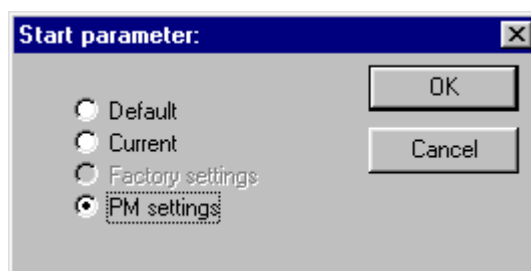 Start parameter:
OK
Default
Current
Cancel
Factory settings
PM settings